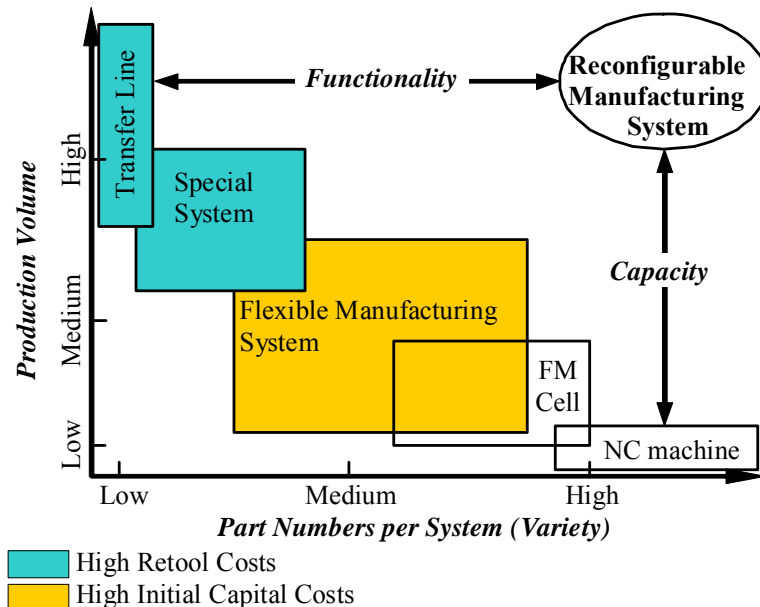 Production Volume
High
Medium
Low
Transfer Line
Functionality
Reconfigurable
Manufacturing
System
Special
System
Capacity
Flexible Manufacturing
System
FM
Cell
NC machine
Low
Medium
High
Part Numbers per System (Variety)
High Retool Costs
High Initial Capital Costs